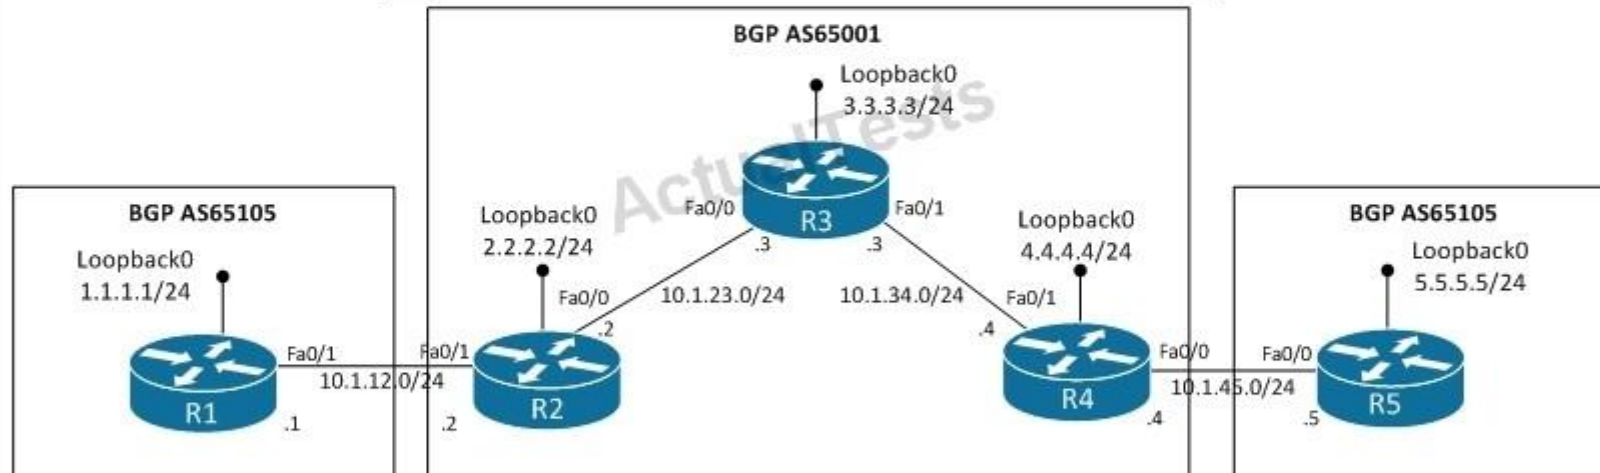 BGP AS65001
Loopback0
3.3.3.3/24
ActualTests
Fa0/0
R3
Fa0/1
.3
.3
BGP AS65105
Loopback0
1.1.1.1/24
Loopback0
2.2.2.2/24
Loopback0
4.4.4.4/24
BGP AS65105
Loopback0
5.5.5.5/24
Fa0/0
10.1.23.0/24
10.1.34.0/24
Fa0/1
.2
.4
Fa0/1
Fa0/1
10.1.12.0/24
R1
.1
R2
.2
Fa0/0
Fa0/0
10.1.45.0/24
R4
.4
R5
.5